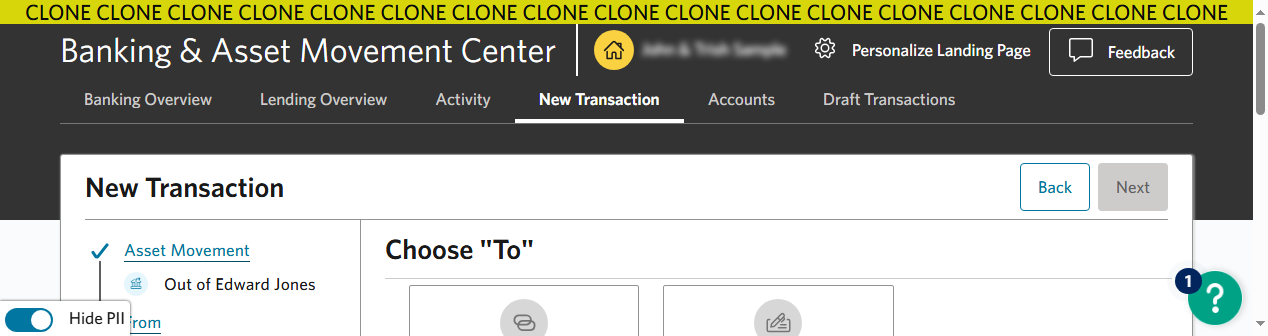 CLONE CLONE CLONE CLONE CLONE CLONE CLONE CLONE CLONE CLONE CLONE CLONE CLONE CLONE CLONE CLONE CLONE
Banking & Asset Movement Center
Personalize Landing Page
Feedback
Banking Overview
Lending Overview
Activity
New Transaction
Accounts
Draft Transactions
New Transaction
Back
Next
Asset Movement
Out of Edward Jones
Choose "To"
1
?
Hide PII